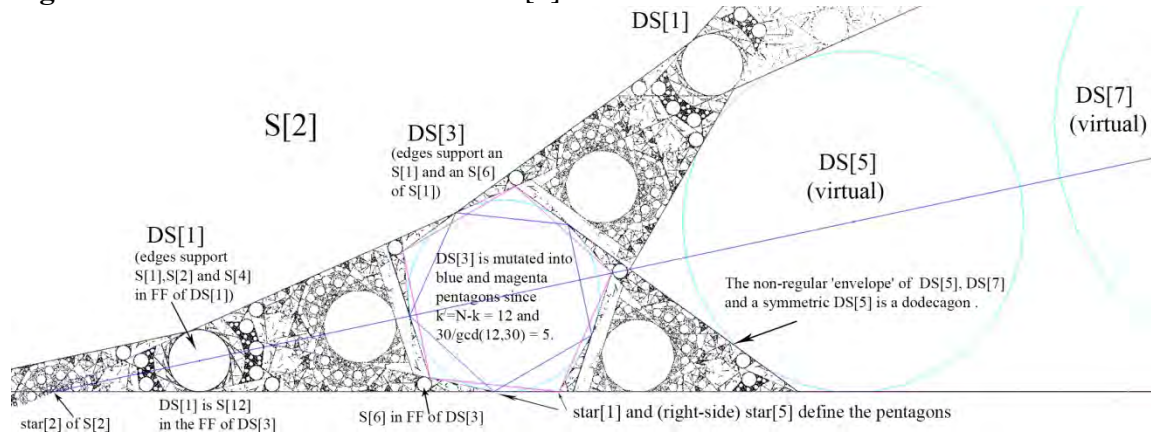 DS[1]
S[2]
DS[3]
(edges support an
S[1] and an S[6]
of S[1])
DS[7]
(virtual)
DS[5]
(virtual)
DS[1]
(edges support
S[1],S[2] and S[4]
in FF of DS[1])
DS[3] is mutated into
blue and magenta
pentagons since
k'=N-k = 12 and
30/gcd(12,30) = 5.
The non-regular 'envelope' of DS[5], DS[7]
and a symmetric DS[5] is a dodecagon .
star[2] of S[2]
DS[1] is S[12]
in the FF of DS[3]
S[6] in FF of DS[3]
star[1] and (right-side) star[5] define the pentagons